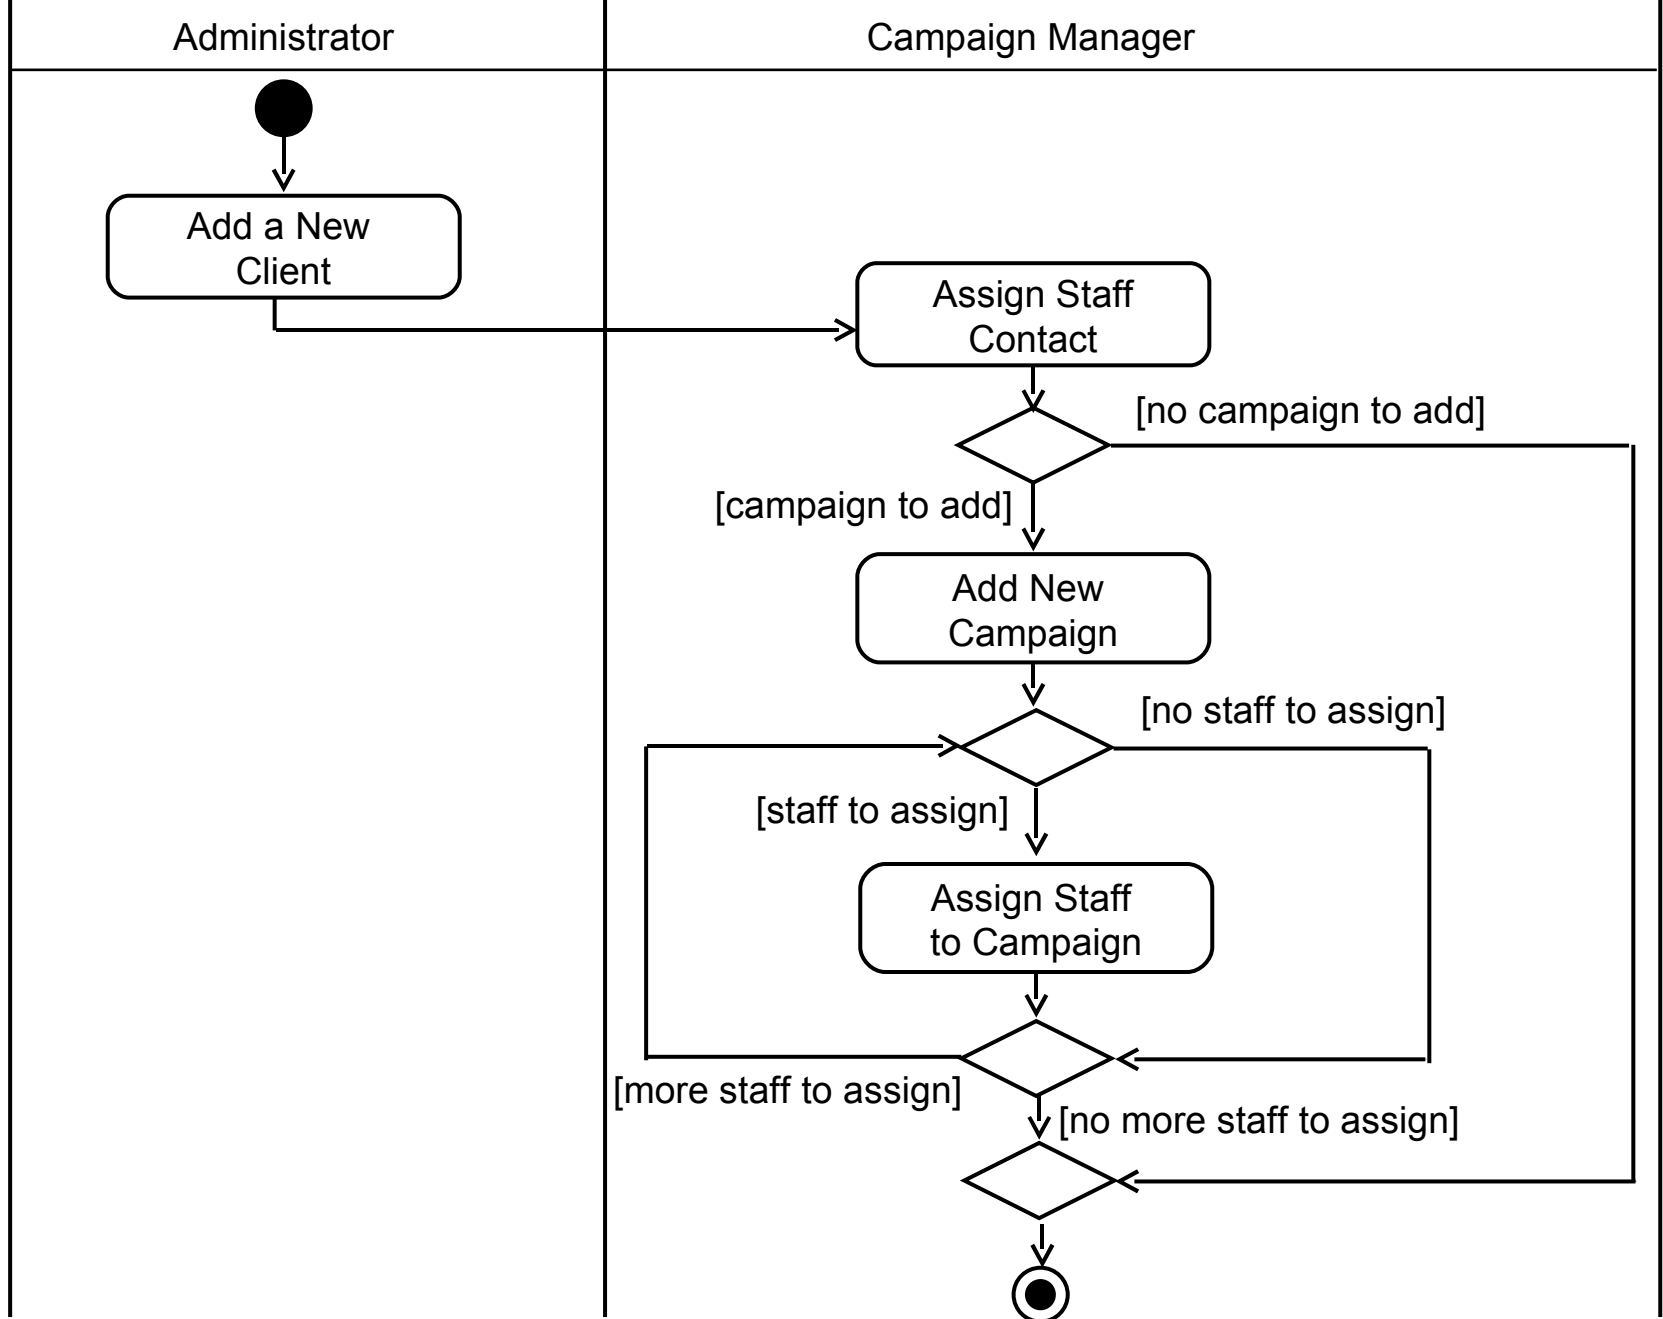 Administrator
Campaign Manager
Add a New
Client
Assign Staff
Contact
[no campaign to add]
[campaign to add]
Add New
Campaign
[no staff to assign]
[staff to assign]
Assign Staff
to Campaign
[more staff to assign]
[no more staff to assign]